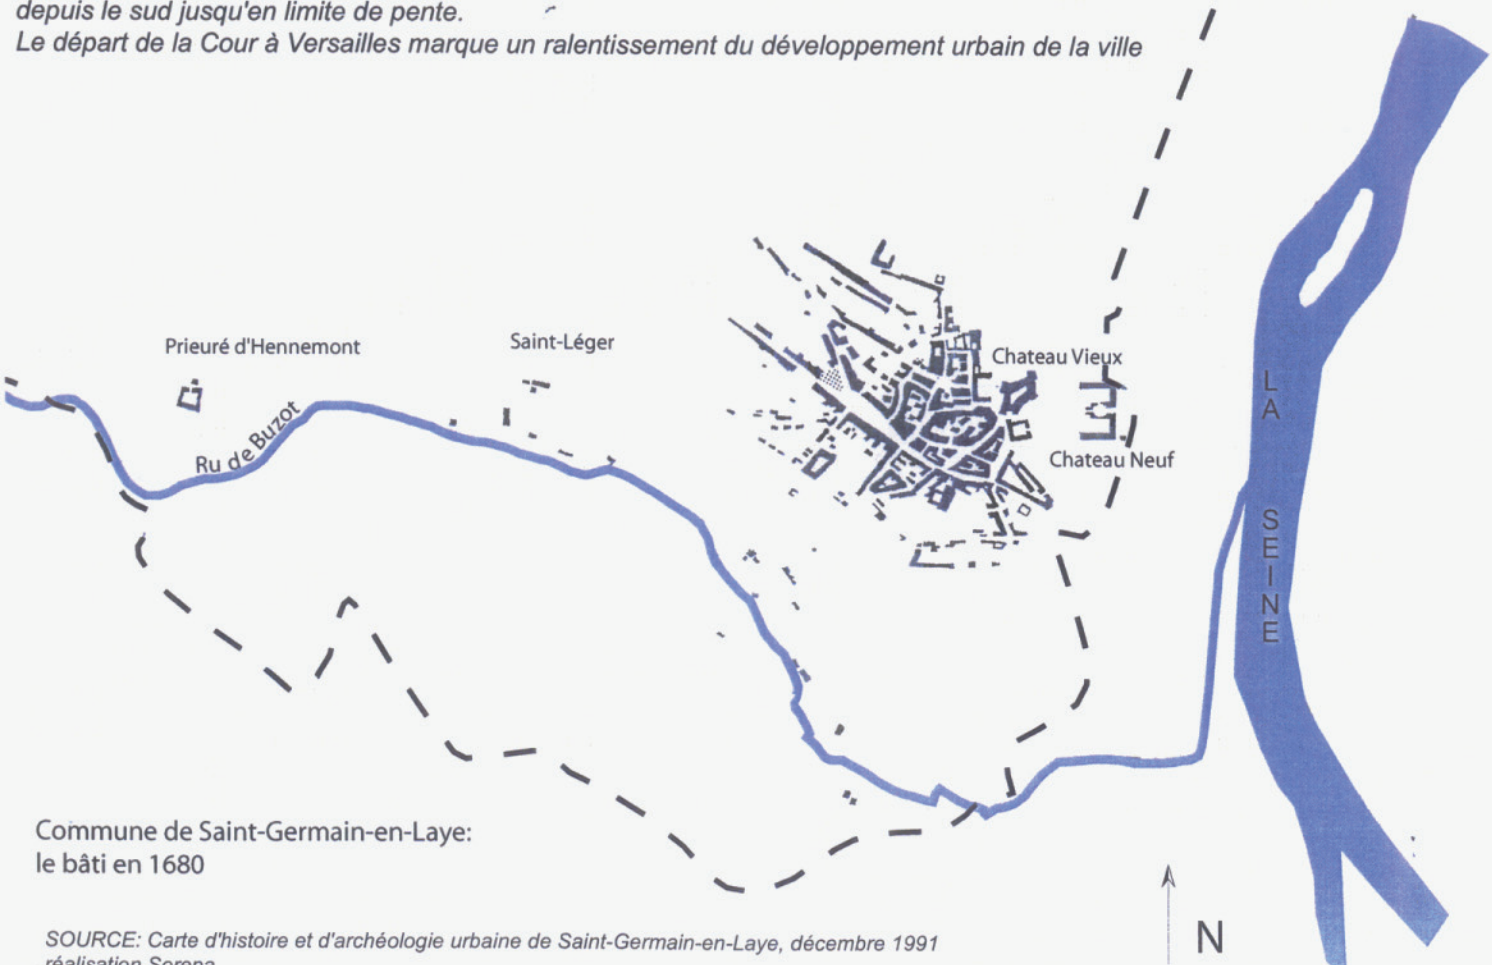 depuis le sud jusqu'en limite de pente.
Le départ de la Cour à Versailles marque un ralentissement du développement urbain de la ville
Prieuré d'Hennemont
Saint-Léger
Chateau Vieux
Ru de Buzot
Chateau Neuf
LA SEINE
Commune de Saint-Germain-en-Laye:
le bâti en 1680
N
SOURCE: Carte d'histoire et d'archéologie urbaine de Saint-Germain-en-Laye, décembre 1991
réalisation Serena